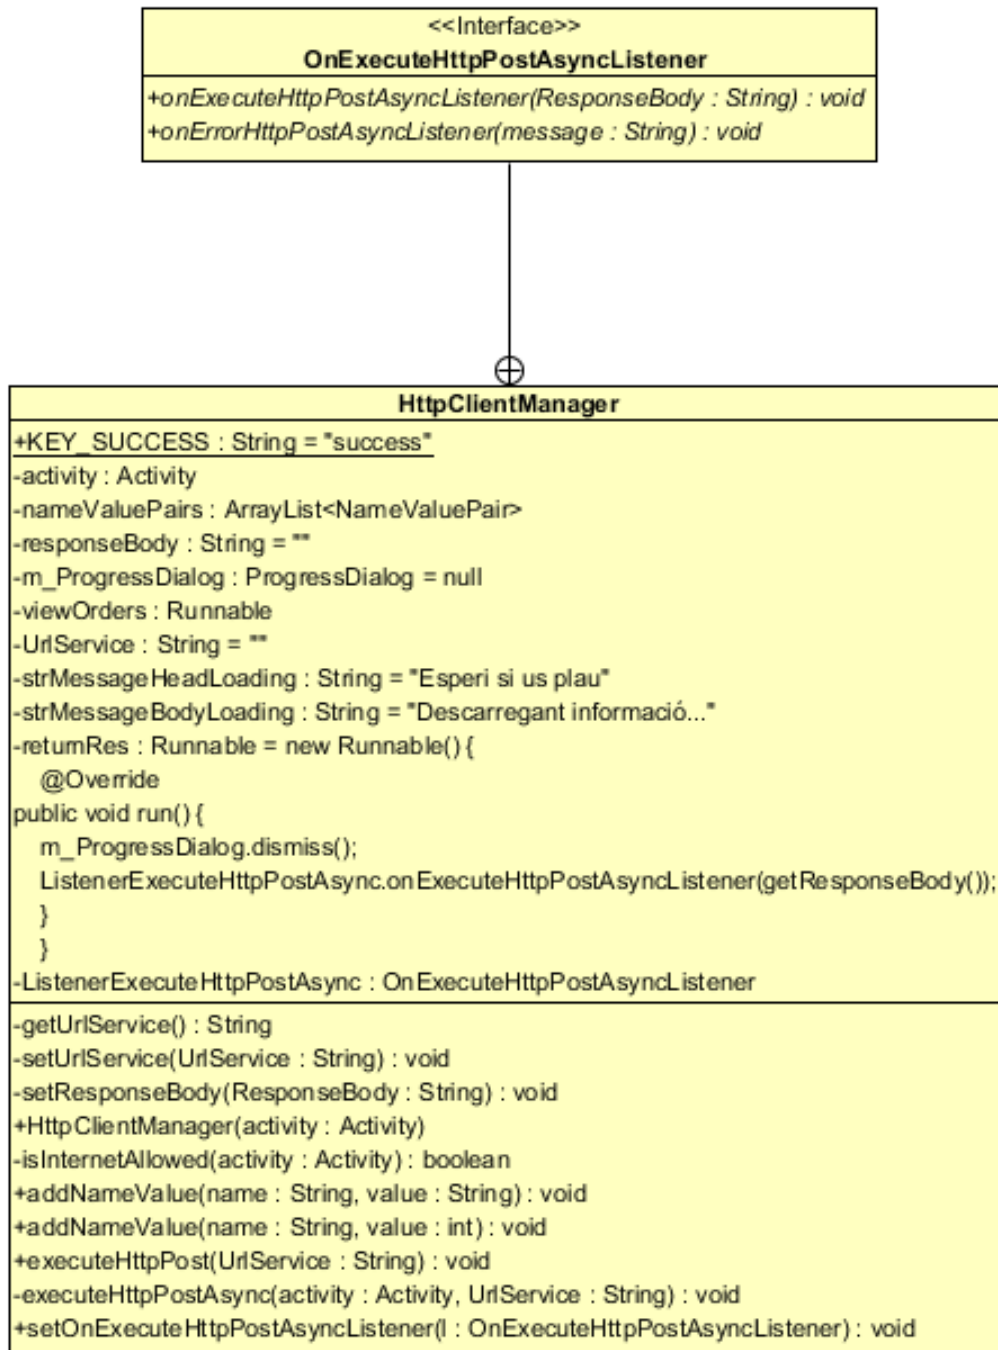 <<Interface>>
OnExecuteHttpPostAsyncListener
+onExecuteHttpPostAsyncListener(ResponseBody : String) : void
+onErrorHttpPostAsyncListener(message : String) : void
HttpClientManager
+KEY_SUCCESS : String = "success"
-activity : Activity
-nameValuePairs : ArrayList<NameValuePair>
-responseBody : String = ""
-m_ProgressDialog : ProgressDialog = null
-viewOrders : Runnable
-UrlService : String = ""
-strMessageHeadLoading : String = "Esperi si us plau"
-strMessageBodyLoading : String = "Descarregant informació..."
-returnRes : Runnable = new Runnable() {
@Override
public void run() {
m_ProgressDialog.dismiss();
ListenerExecuteHttpPostAsync.onExecuteHttpPostAsyncListener(getResponseBody());
}
}
-ListenerExecuteHttpPostAsync : OnExecuteHttpPostAsyncListener
-getUrlService() : String
-setUrlService(UrlService : String) : void
-setResponseBody(ResponseBody : String) : void
+HttpClientManager(activity : Activity)
-isInternetAllowed(activity : Activity) : boolean
+addNameValue(name : String, value : String) : void
+addNameValue(name : String, value : int) : void
+executeHttpPost(UrlService : String) : void
-executeHttpPostAsync(activity : Activity, UrlService : String) : void
+setOnExecuteHttpPostAsyncListener(l : OnExecuteHttpPostAsyncListener) : void